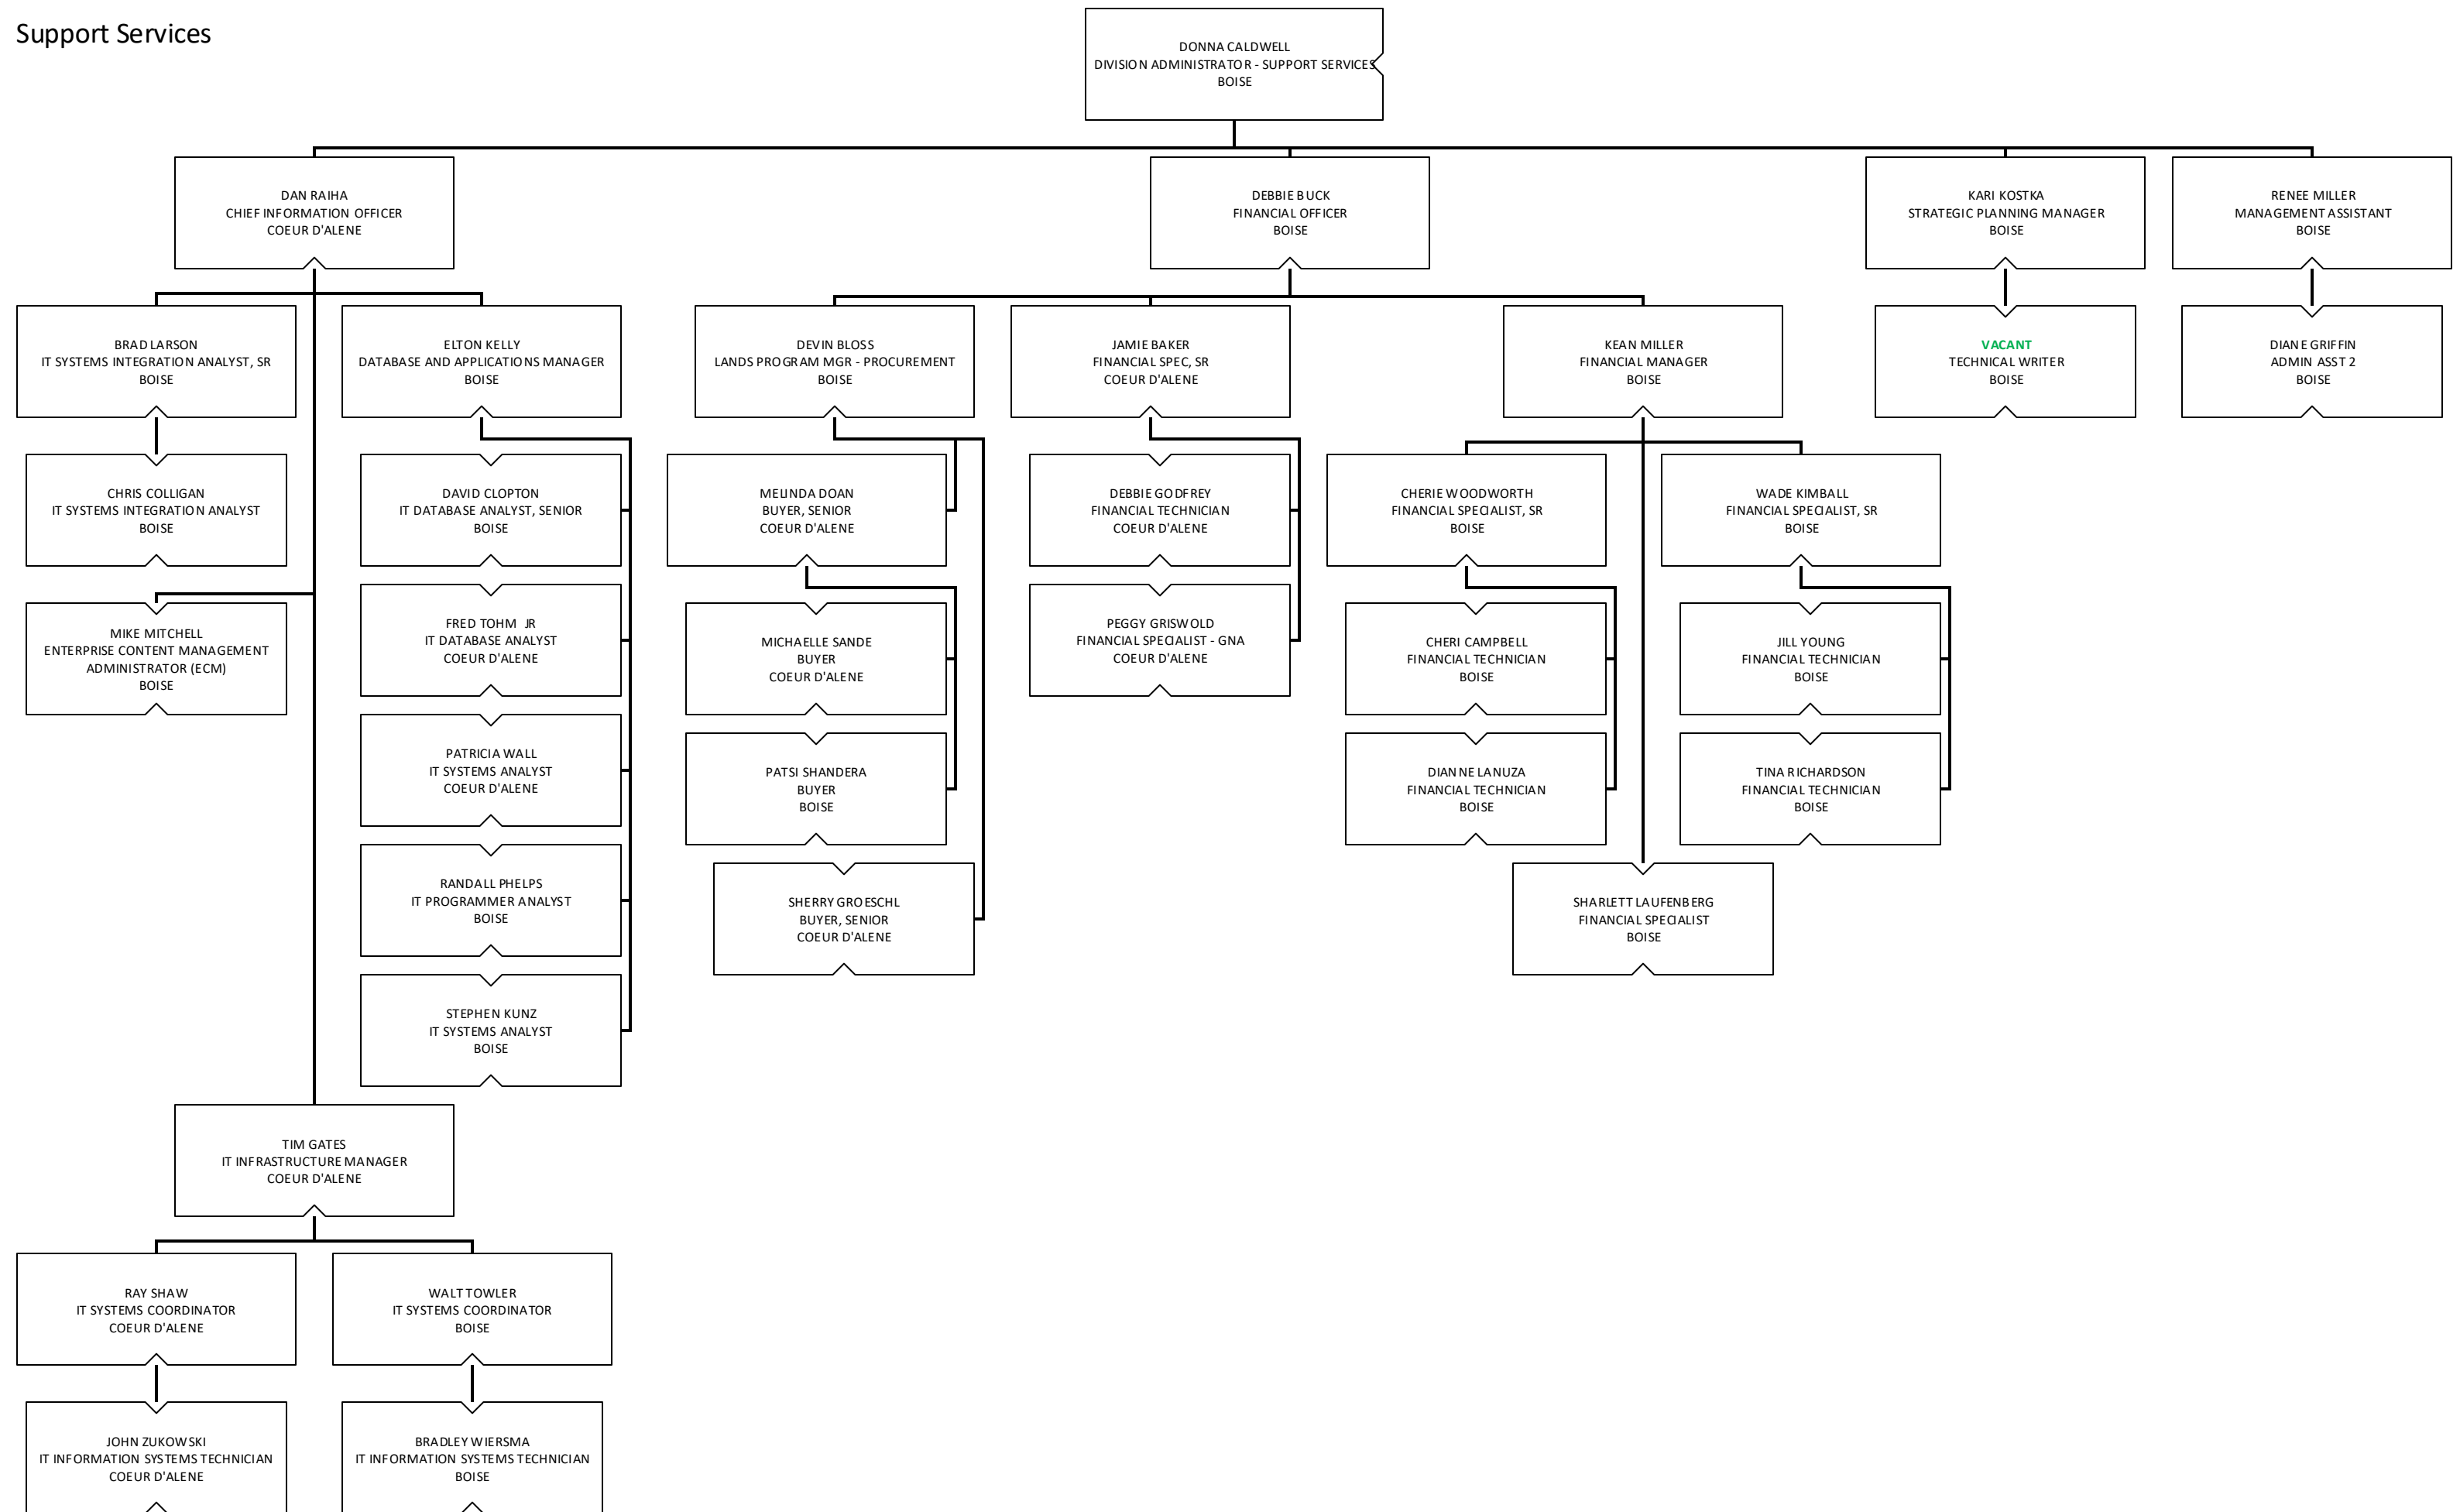 Support Services
DONNA CALDWELL
DIVISION ADMINISTRATOR - SUPPORT SERVICES
BOISE
DAN RAIHA
CHIEF INFORMATION OFFICER
COEUR D'ALENE
DEBBIE BUCK
FINANCIAL OFFICER
BOISE
KARI KOSTKA
STRATEGIC PLANNING MANAGER
BOISE
RENEE MILLER
MANAGEMENT ASSISTANT
BOISE
BRAD LARSON
IT SYSTEMS INTEGRATION ANALYST, SR
BOISE
ELTON KELLY
DATABASE AND APPLICATIONS MANAGER
BOISE
DEVIN BLOSS
LANDS PROGRAM MGR - PROCUREMENT
BOISE
JAMIE BAKER
FINANCIAL SPEC, SR
COEUR D'ALENE
KEAN MILLER
FINANCIAL MANAGER
BOISE
VACANT
TECHNICAL WRITER
BOISE
DIANE GRIFFIN
ADMIN ASST 2
BOISE
CHRIS COLLIGAN
IT SYSTEMS INTEGRATION ANALYST
BOISE
DAVID CLOPTON
IT DATABASE ANALYST, SENIOR
BOISE
MELINDA DOAN
BUYER, SENIOR
COEUR D'ALENE
DEBBIE GODFREY
FINANCIAL TECHNICIAN
COEUR D'ALENE
CHERIE WOODWORTH
FINANCIAL SPECIALIST, SR
BOISE
WADE KIMBALL
FINANCIAL SPECIALIST, SR
BOISE
MIKE MITCHELL
ENTERPRISE CONTENT MANAGEMENT
ADMINISTRATOR (ECM)
BOISE
FRED TOHM JR
IT DATABASE ANALYST
COEUR D'ALENE
MICHAELLE SANDE
BUYER
COEUR D'ALENE
PEGGY GRISWOLD
FINANCIAL SPECIALIST - GNA
COEUR D'ALENE
CHERI CAMPBELL
FINANCIAL TECHNICIAN
BOISE
JILL YOUNG
FINANCIAL TECHNICIAN
BOISE
PATRICIA WALL
IT SYSTEMS ANALYST
COEUR D'ALENE
PATSI SHANDERA
BUYER
BOISE
DIANNE LANUZA
FINANCIAL TECHNICIAN
BOISE
TINA RICHARDSON
FINANCIAL TECHNICIAN
BOISE
RANDALL PHELPS
IT PROGRAMMER ANALYST
BOISE
SHERRY GROESCHL
BUYER, SENIOR
COEUR D'ALENE
SHARLETT LAUFENBERG
FINANCIAL SPECIALIST
BOISE
STEPHEN KUNZ
IT SYSTEMS ANALYST
BOISE
TIM GATES
IT INFRASTRUCTURE MANAGER
COEUR D'ALENE
RAY SHAW
IT SYSTEMS COORDINATOR
COEUR D'ALENE
WALT TOWLER
IT SYSTEMS COORDINATOR
BOISE
JOHN ZUKOWSKI
IT INFORMATION SYSTEMS TECHNICIAN
COEUR D'ALENE
BRADLEY WIERSMA
IT INFORMATION SYSTEMS TECHNICIAN
BOISE